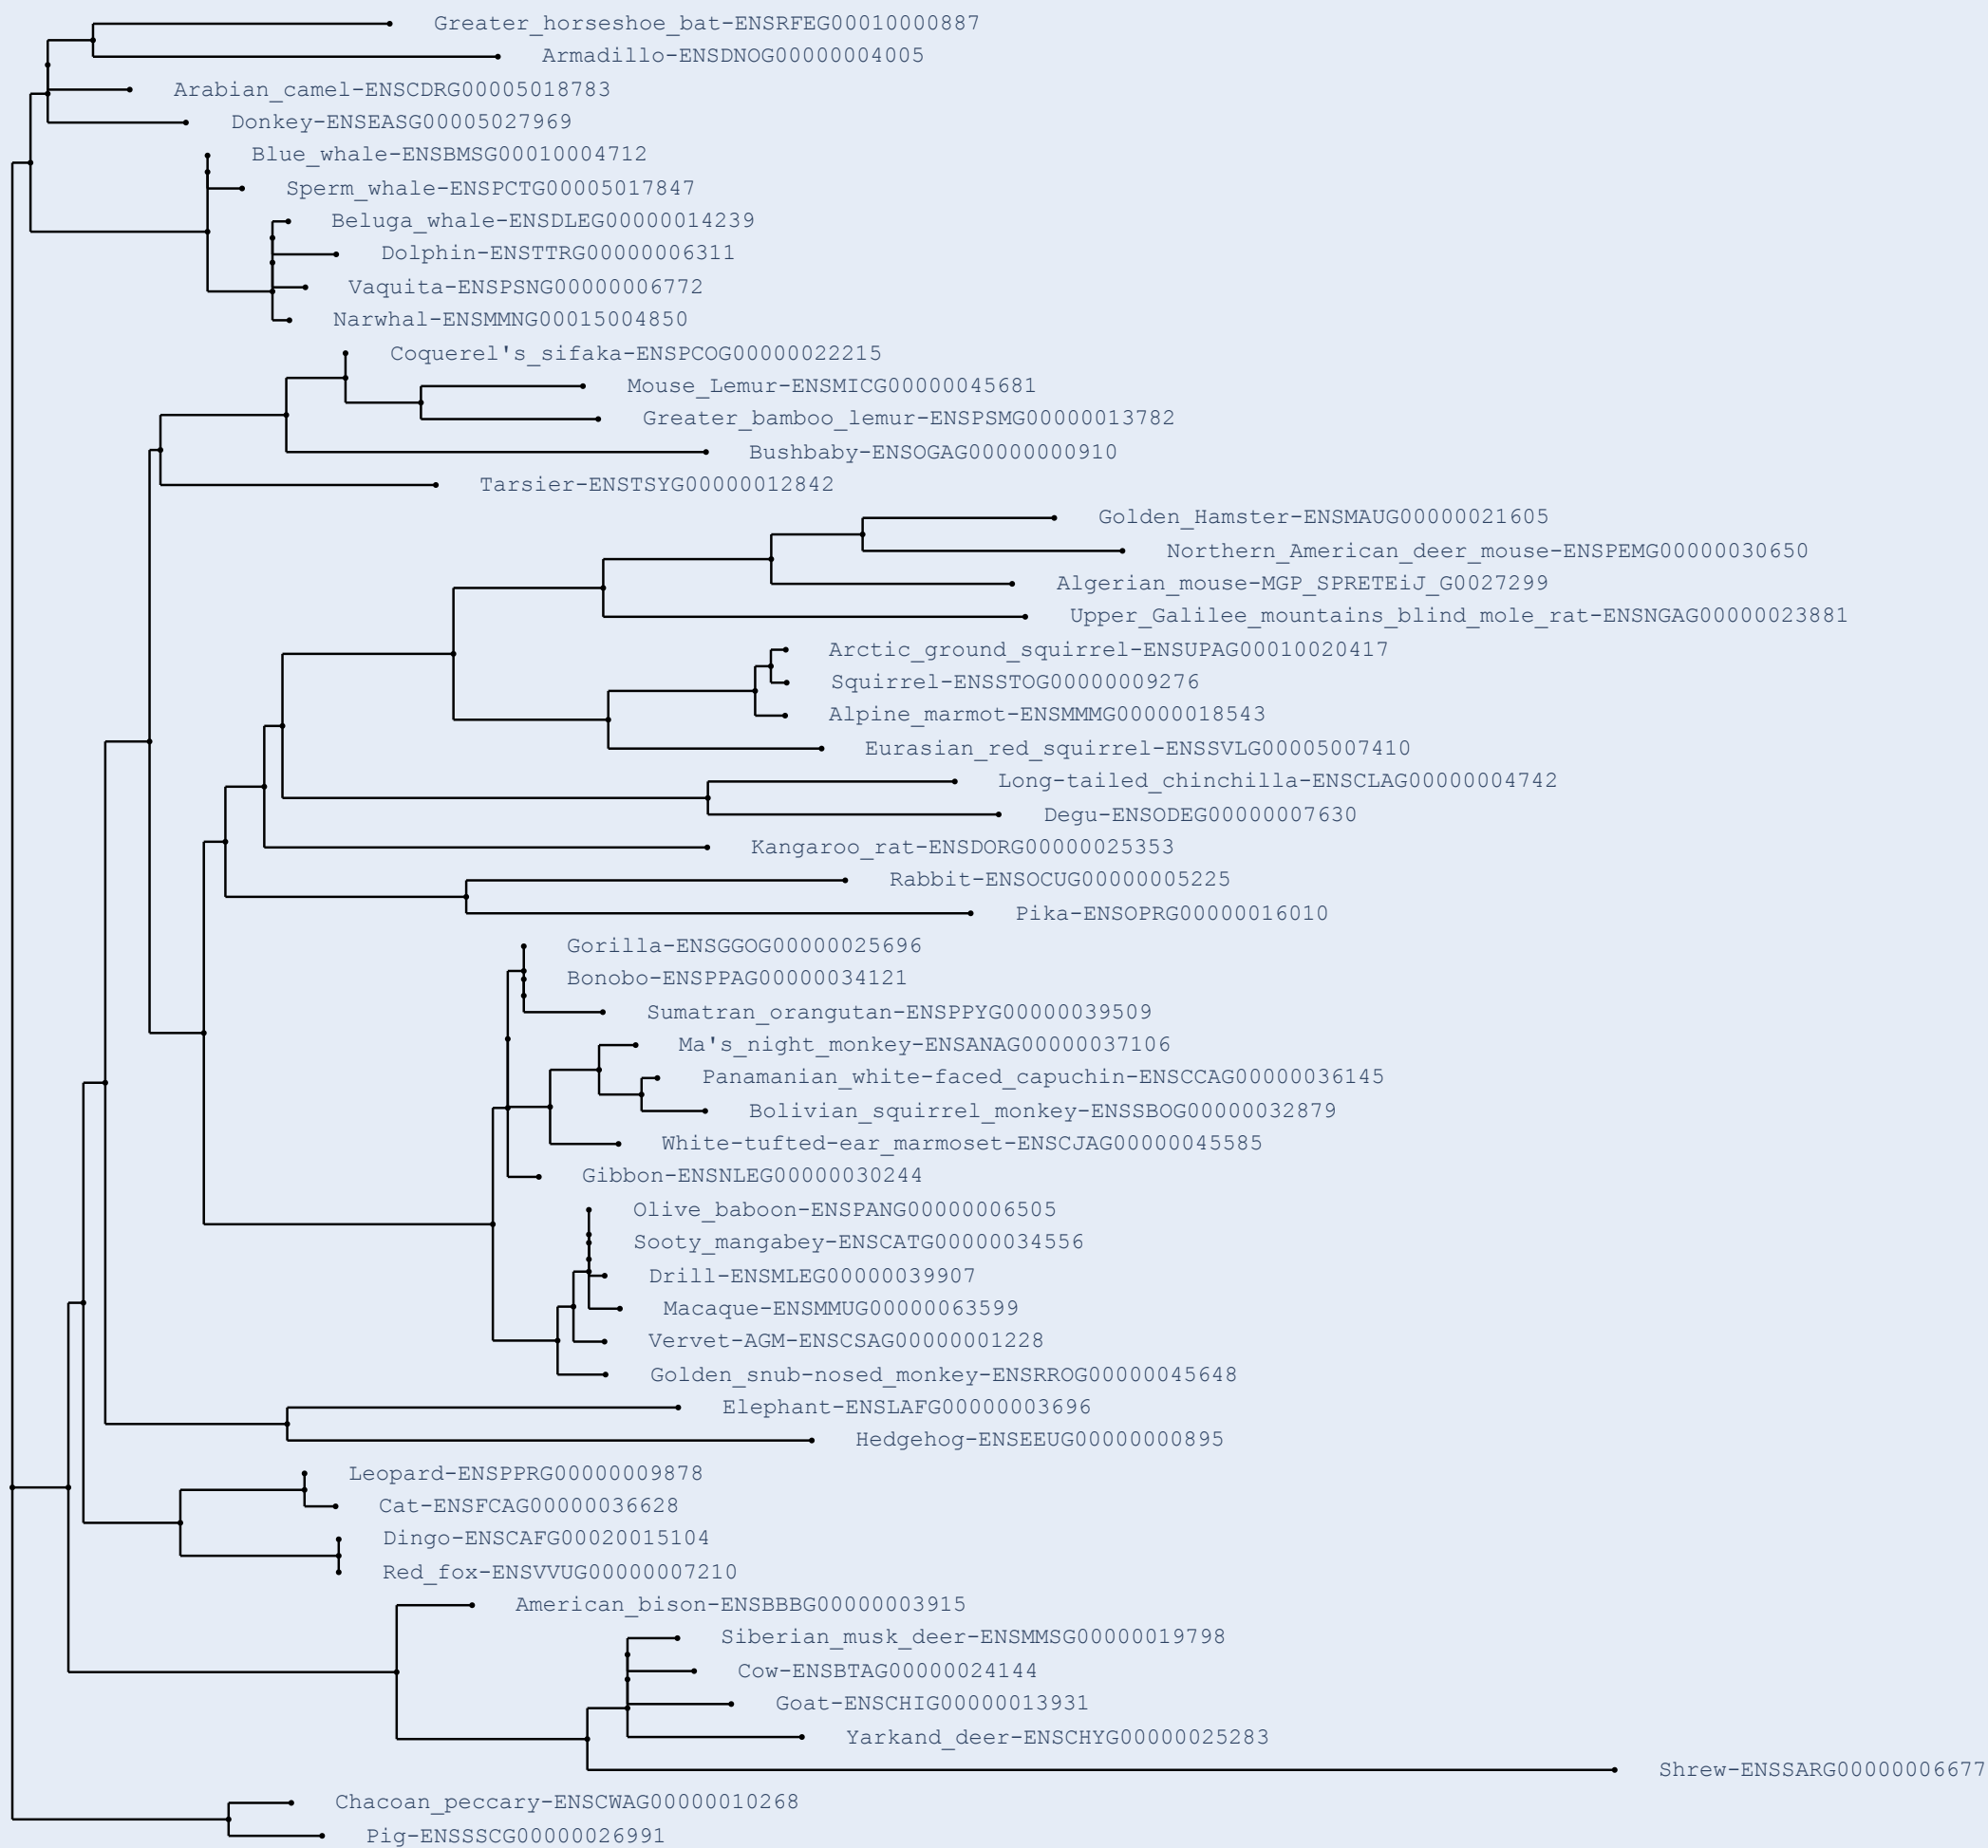 Greater_horseshoe_bat-ENSRFEG00010000887
Armadillo-ENSDNOG00000004005
Arabian_camel-ENSCDRG00005018783
Donkey-ENSEASG00005027969
Blue_whale-ENSBMSG00010004712
Sperm_whale-ENSPCTG00005017847
Beluga_whale-ENSDLEG00000014239
Dolphin-ENSTTRG00000006311
Vaquita-ENSPSNG00000006772
Narwhal-ENSMMNG00015004850
Coquerel's_sifaka-ENSPCOG00000022215
Mouse_Lemur-ENSMICG00000045681
Greater_bamboo_lemur-ENSPSMG00000013782
Bushbaby-ENSOGAG00000000910
Tarsier-ENSTSYG00000012842
Golden_Hamster-ENSMAUG00000021605
Northern_American_deer_mouse-ENSPEMG00000030650
Algerian_mouse-MGP_SPRETEiJ_G0027299
Upper_Galilee_mountains_blind_mole_rat-ENSNGAG00000023881
Arctic_ground_squirrel-ENSUPAG00010020417
Squirrel-ENSSTOG00000009276
Alpine_marmot-ENSMMMG00000018543
Eurasian_red_squirrel-ENSSVLG00005007410
Long-tailed_chinchilla-ENSCLAG00000004742
Degu-ENSODEG00000007630
Kangaroo_rat-ENSDORG00000025353
Rabbit-ENSOCUG00000005225
Pika-ENSOPRG00000016010
Gorilla-ENSGGOG00000025696
Bonobo-ENSPPAG00000034121
Sumatran_orangutan-ENSPPYG00000039509
Ma's_night_monkey-ENSANAG00000037106
Panamanian_white-faced_capuchin-ENSCCAG00000036145
Bolivian_squirrel_monkey-ENSSBOG00000032879
White-tufted-ear_marmoset-ENSCJAG00000045585
Gibbon-ENSNLEG00000030244
Olive_baboon-ENSPANG00000006505
Sooty_mangabey-ENSCATG00000034556
Drill-ENSMLEG00000039907
Macaque-ENSMMUG00000063599
Vervet-AGM-ENSCSAG00000001228
Golden_snub-nosed_monkey-ENSRROG00000045648
Elephant-ENSLAFG00000003696
Hedgehog-ENSEEUG00000000895
Leopard-ENSPPRG00000009878
Cat-ENSFCAG00000036628
Dingo-ENSCAFG00020015104
Red_fox-ENSVVUG00000007210
American_bison-ENSBBBG00000003915
Siberian_musk_deer-ENSMMSG00000019798
Cow-ENSBTAG00000024144
Goat-ENSCHIG00000013931
Yarkand_deer-ENSCHYG00000025283
Shrew-ENSSARG00000006677
Chacoan_peccary-ENSCWAG00000010268
Pig-ENSSSCG00000026991